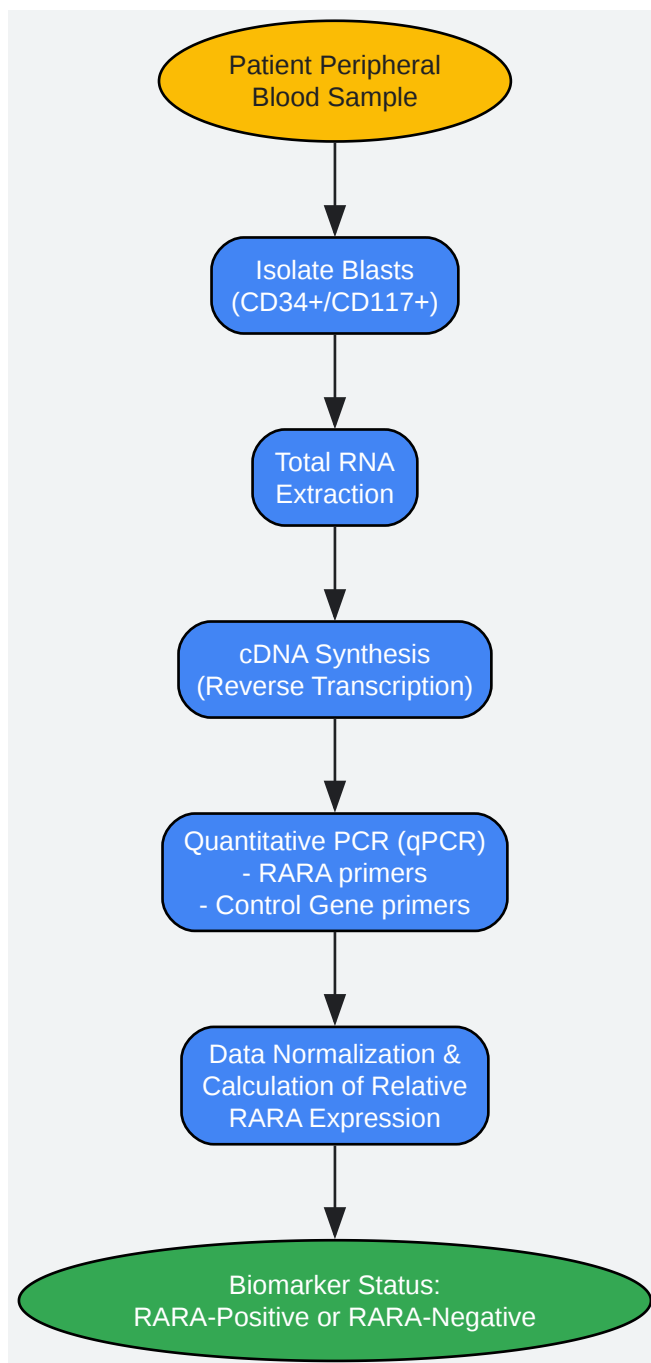 Patient Peripheral
Blood Sample
Isolate Blasts
(CD34+/CD117+)
Total RNA
Extraction
cDNA Synthesis
(Reverse Transcription)
Quantitative PCR (qPCR)
- RARA primers
- Control Gene primers
Data Normalization &
Calculation of Relative
RARA Expression
Biomarker Status:
RARA-Positive or RARA-Negative